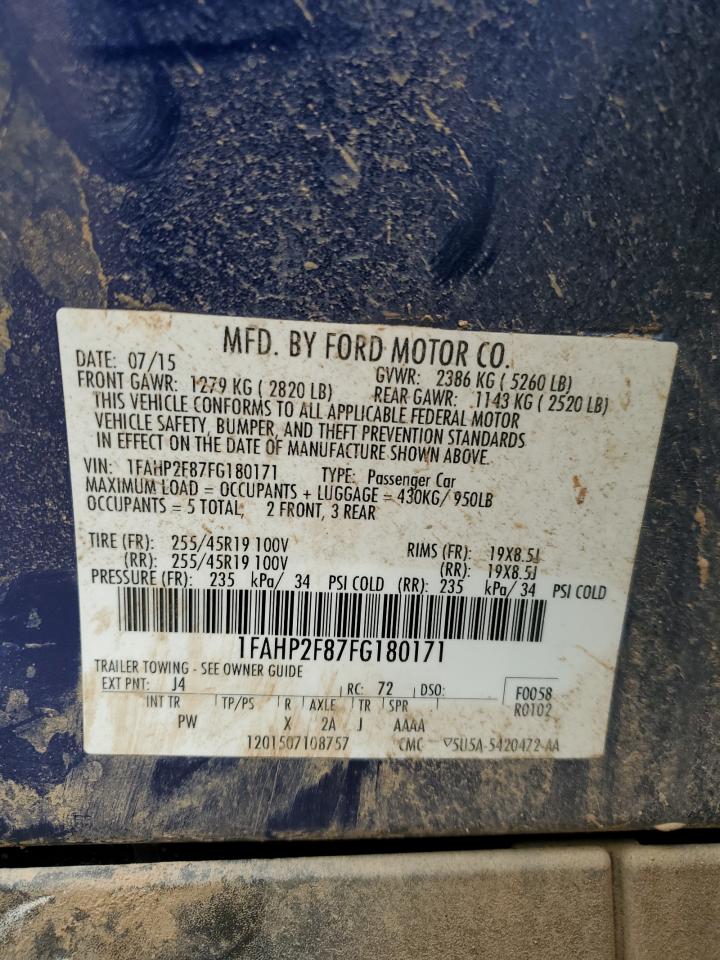 MFD. BY FORD MOTOR CO.
DATE: 07/15 GVWR: 2386 KG ( 5260 LB)
FRONT GAWR: 1279 KG ( 2820 LB) REAR GAWR: 1143 KG ( 2520 LB)
THIS VEHICLE CONFORMS TO ALL APPLICABLE FEDERAL MOTOR
VEHICLE SAFETY, BUMPER, AND THEFT PREVENTION STANDARDS
IN EFFECT ON THE DATE OF MANUFACTURE SHOWN ABOVE.
VIN: 1FAHP2F87FG180171 TYPE: Passenger Car
MAXIMUM LOAD = OCCUPANTS + LUGGAGE = 430KG/ 950LB
OCCUPANTS = 5 TOTAL, 2 FRONT, 3 REAR
TIRE (FR): 255/45R19 100V RIMS (FR): 19X8.5J
(RR): 255/45R19 100V (RR): 19X8.5J
PRESSURE (FR): 235 kPa/ 34 PSI COLD (RR): 235 kPa/ 34 PSI COLD
1FAHP2F87FG180171
TRAILER TOWING - SEE OWNER GUIDE
EXT PNT: J4 RC: 72 DSO: F0058
INT TR TP/PS R AXLE TR SPR R0102
PW X 2A J AAAA
1201507108757 CMC ▽5U5A-5420472-AA